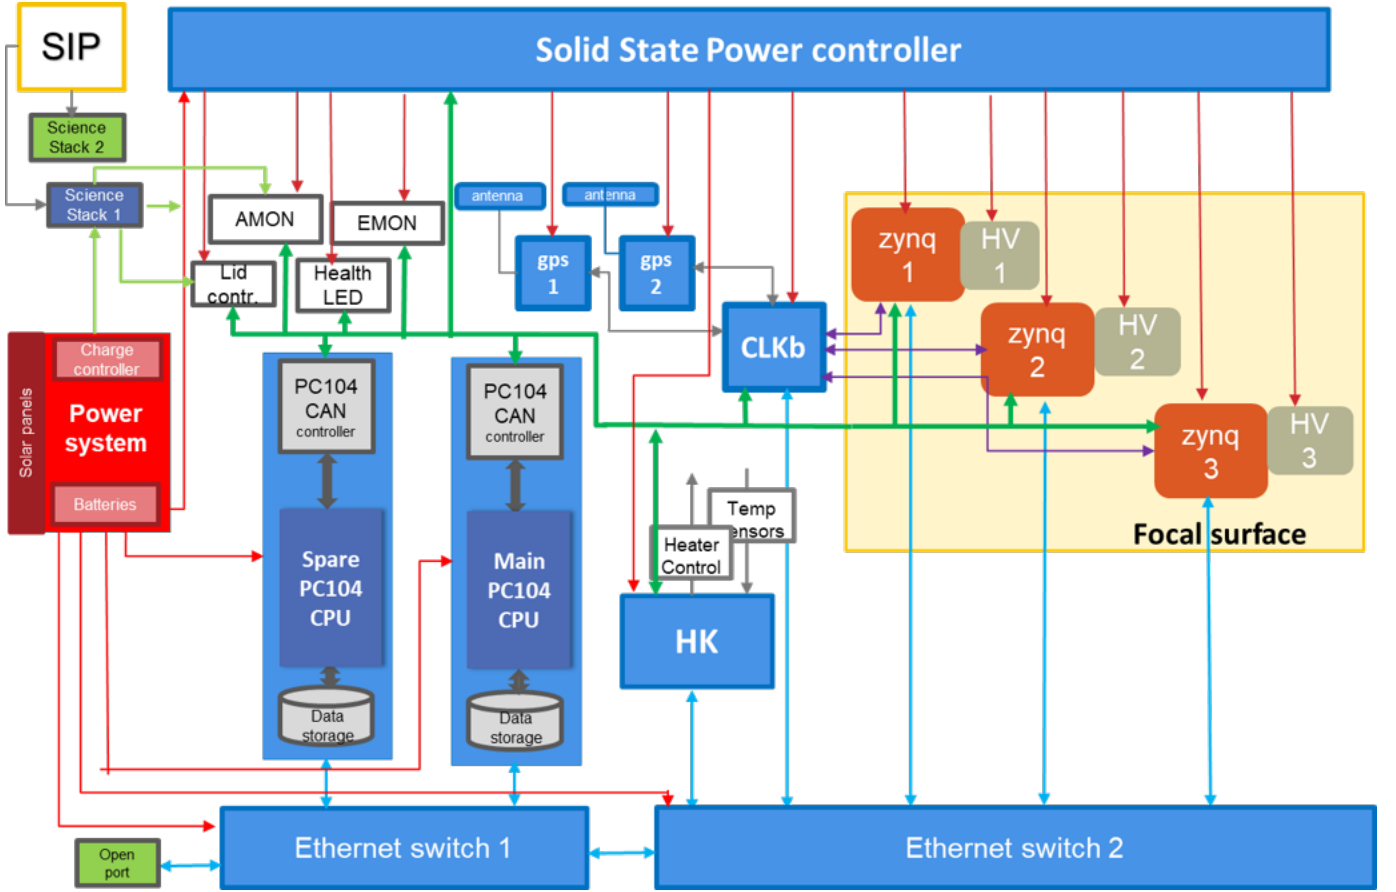 SIP
Solid State Power controller
Science
Stack 2
Science
Stack 1
AMON
EMON
antenna
antenna
Lid
contr.
Health
LED
gps
1
gps
2
zynq
1
HV
1
CLKb
zynq
2
HV
2
zynq
3
HV
3
Focal surface
Solar panels
Charge
controller
Power
system
Batteries
PC104
CAN
controller
PC104
CAN
controller
Temp
ensors
Heater
Control
Spare
PC104
CPU
Main
PC104
CPU
HK
Data
storage
Data
storage
Open
port
Ethernet switch 1
Ethernet switch 2